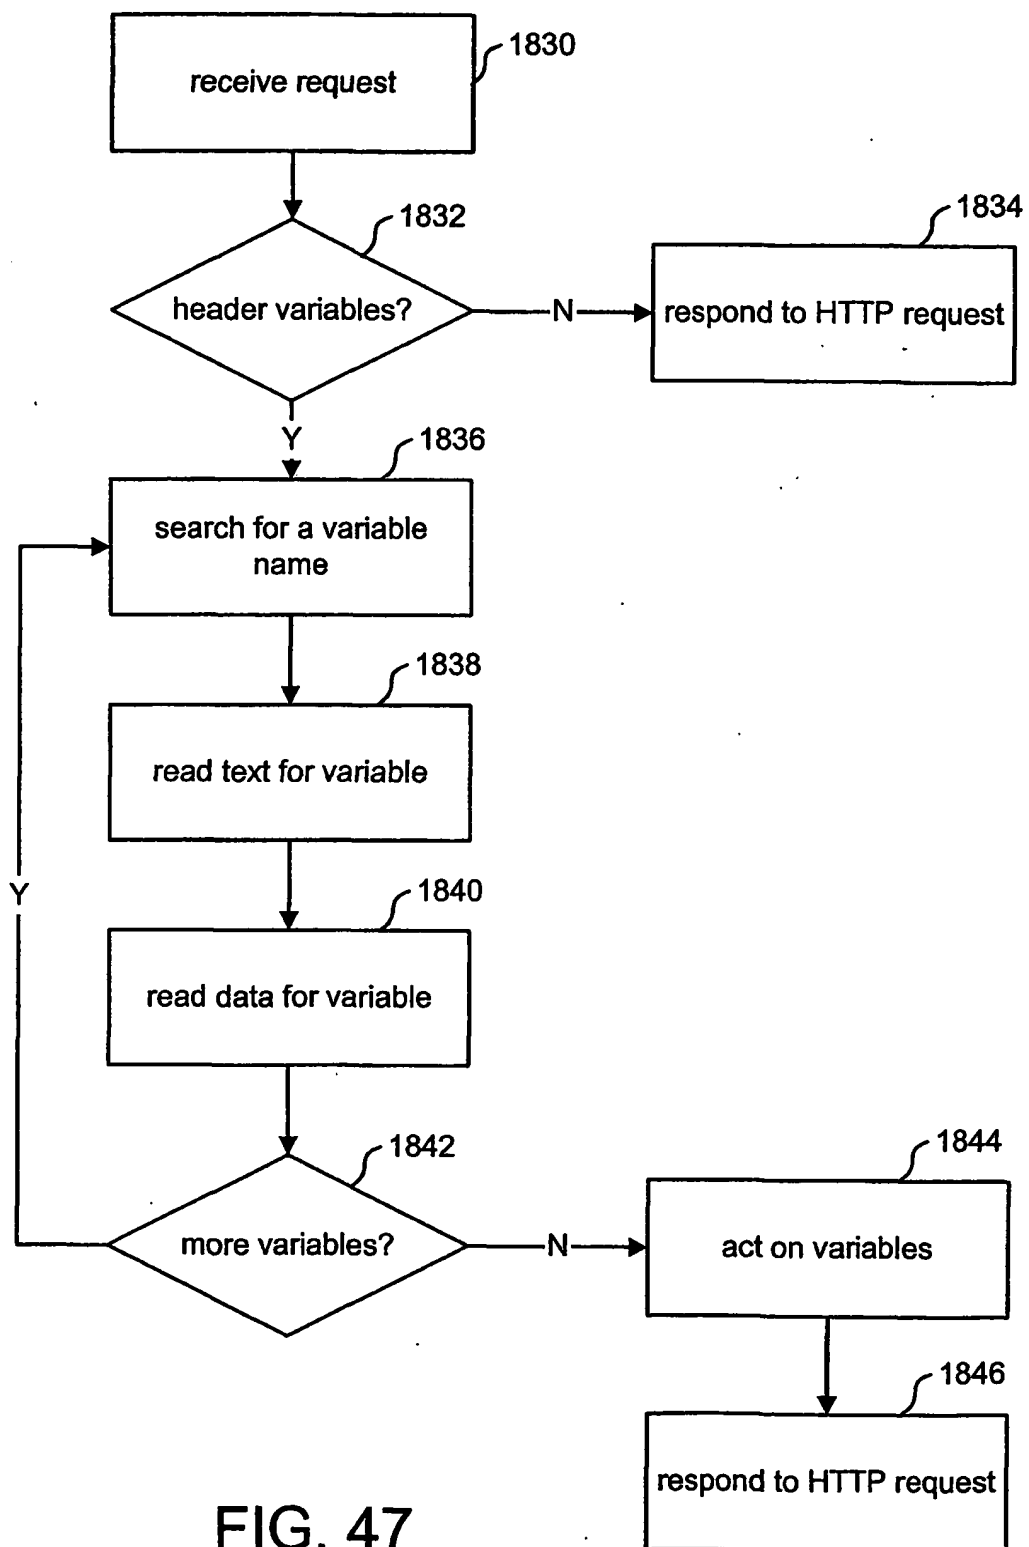 1830
receive request
1832
header variables?
N
1834
respond to HTTP request
Y
1836
search for a variable
name
1838
read text for variable
Y
1840
read data for variable
1842
more variables?
N
1844
act on variables
1846
respond to HTTP request
FIG. 47